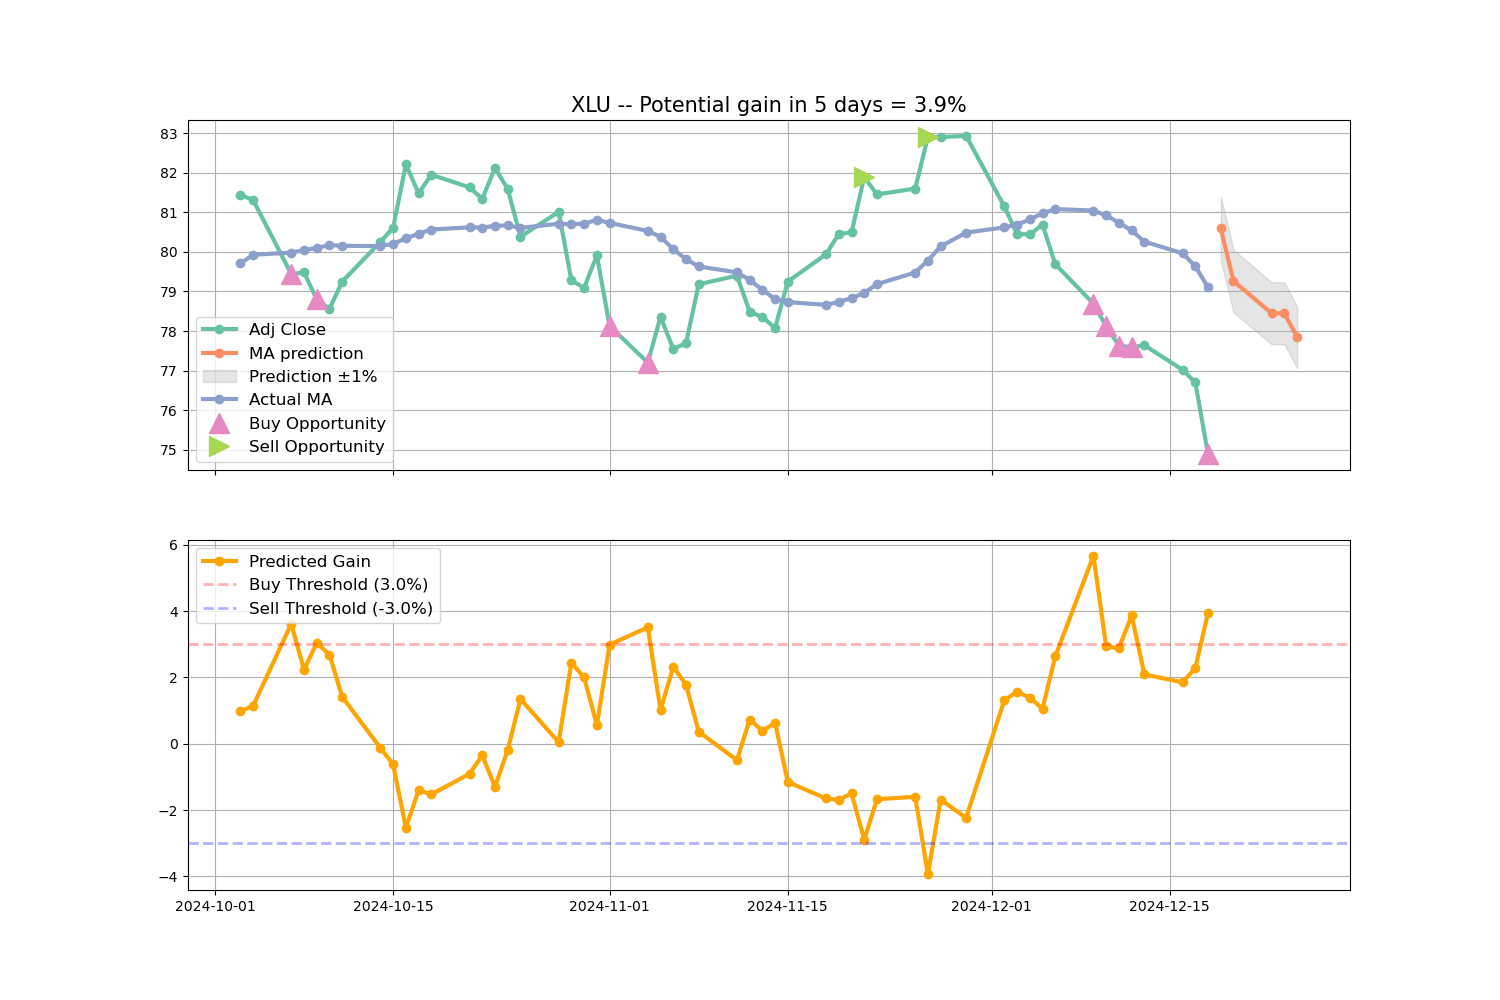 XLU -- Potential gain in 5 days = 3.9%
83
82
81
80
79
78
77
76
75
Adj Close
MA prediction
Prediction ±1%
Actual MA
Buy Opportunity
Sell Opportunity
6
4
2
0
−2
−4
Predicted Gain
Buy Threshold (3.0%)
Sell Threshold (-3.0%)
2024-10-01
2024-10-15
2024-11-01
2024-11-15
2024-12-01
2024-12-15